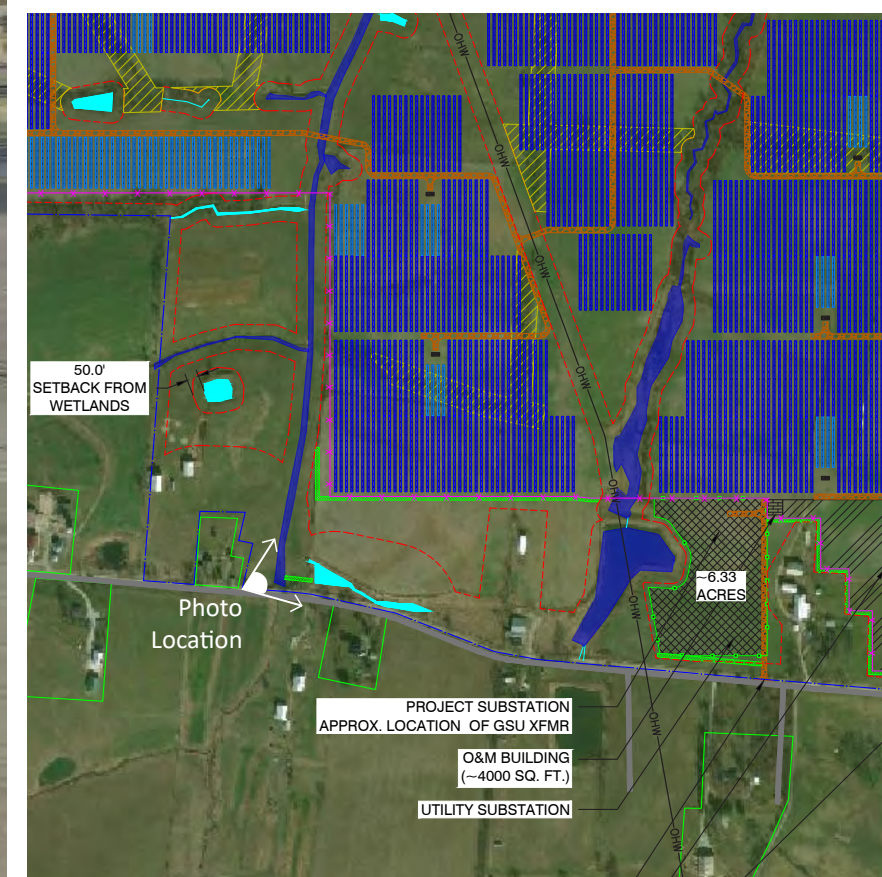 OHW
OHW
50.0'
SETBACK FROM
WETLANDS
OHW
Photo
Location
~6.33
ACRES
OHW
PROJECT SUBSTATION
APPROX. LOCATION OF GSU XFMR
OHW
O&M BUILDING
(~4000 SQ. FT.)
UTILITY SUBSTATION
OHW